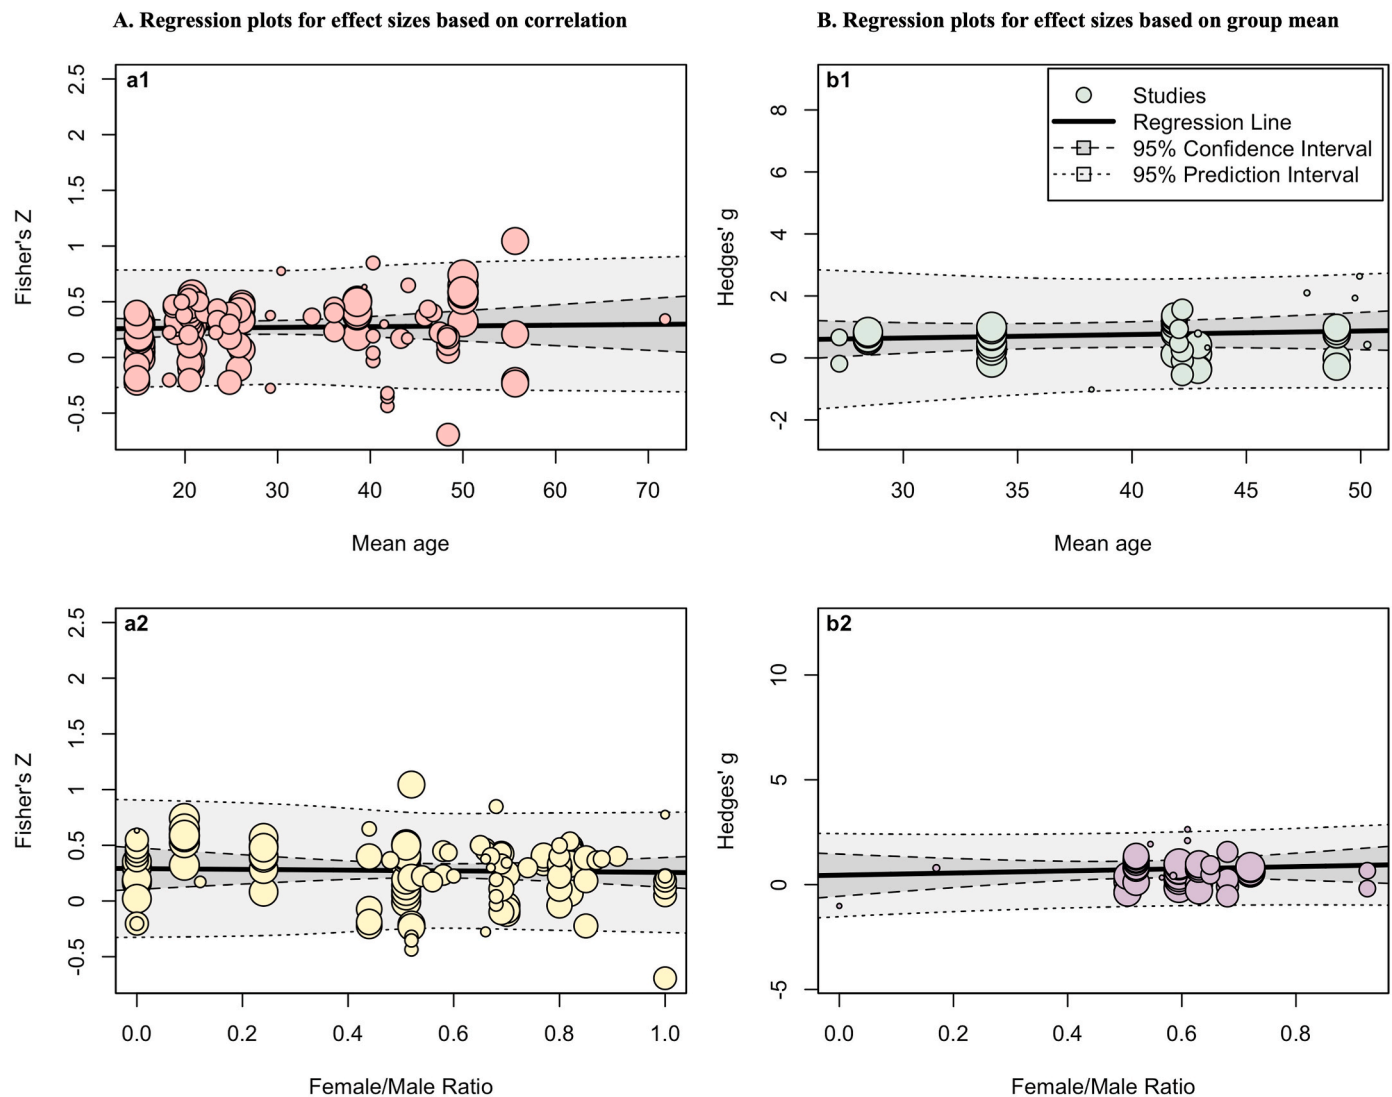 A. Regression plots for effect sizes based on correlation
B. Regression plots for effect sizes based on group mean
a1
2.5
2
1.5
1
0.5
0
-0.5
Fisher's Z
20
30
40
50
60
70
Mean age
b1
Studies
Regression Line
95% Confidence Interval
95% Prediction Interval
8
6
4
2
0
-2
Hedges' g
30
35
40
45
50
Mean age
a2
2.5
2
1.5
1
0.5
0
-0.5
Fisher's Z
0.0
0.2
0.4
0.6
0.8
1.0
Female/Male Ratio
b2
10
5
0
-5
Hedges' g
0.0
0.2
0.4
0.6
0.8
Female/Male Ratio